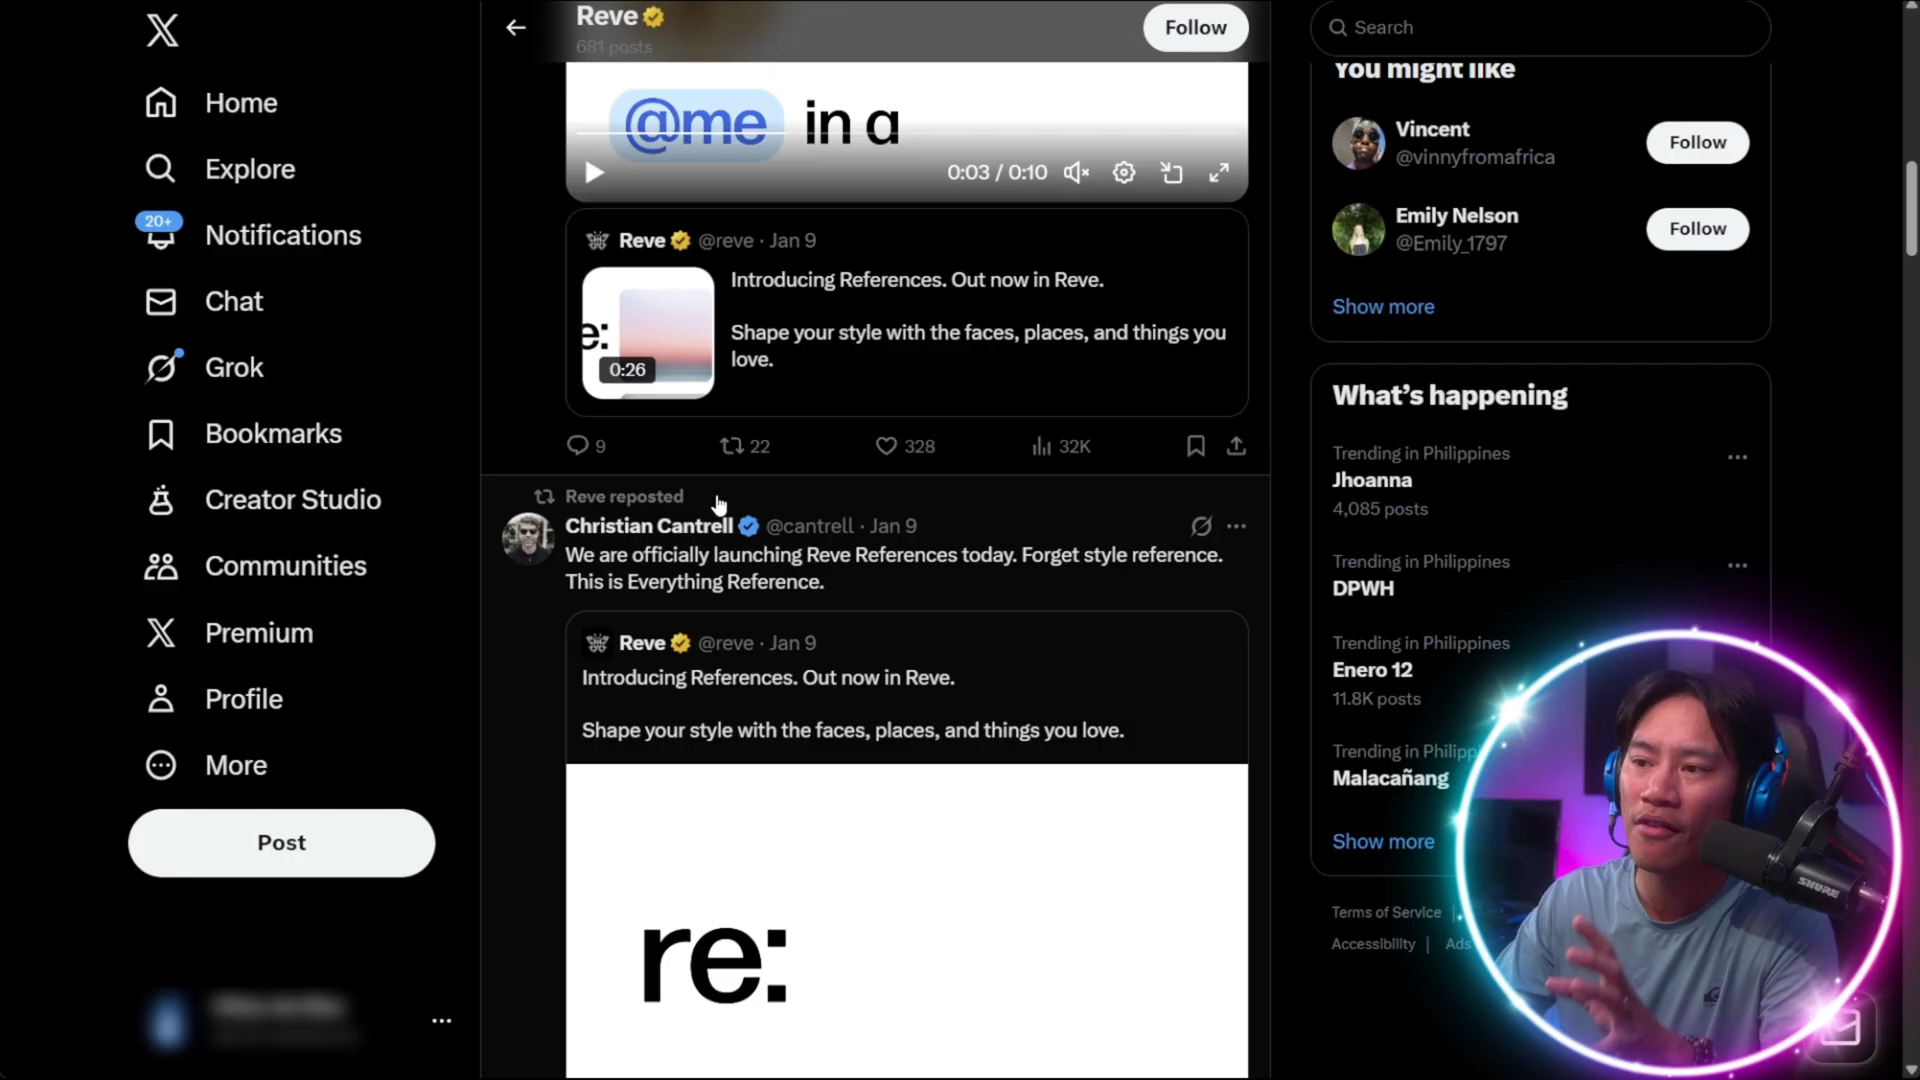 Home
Explore
20+
Notifications
Chat
Grok
Bookmarks
Creator Studio
Communities
Premium
Profile
More
Post
Reve
681 posts
Follow
@me in a
0:03 / 0:10
Reve @reve · Jan 9
Introducing References. Out now in Reve.
Shape your style with the faces, places, and things you
love.
e:
0:26
9
22
328
32K
Reve reposted
Christian Cantrell @cantrell · Jan 9
We are officially launching Reve References today. Forget style reference.
This is Everything Reference.
Reve @reve · Jan 9
Introducing References. Out now in Reve.
Shape your style with the faces, places, and things you love.
re:
Search
You might like
Vincent
@vinnyfromafrica
Follow
Emily Nelson
@Emily_1797
Follow
Show more
What's happening
Trending in Philippines
Jhoanna
4,085 posts
Trending in Philippines
DPWH
Trending in Philippines
Enero 12
11.8K posts
Trending in Philipp
Malacañang
Show more
Terms of Service
Accessibility | Ads
SHURE